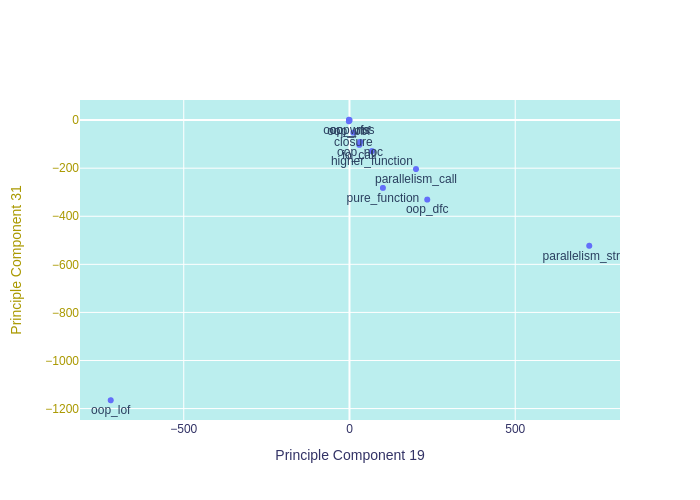 0
−200
−400
−600
−800
−1000
−1200
Principle Component 31
closure
higher_function
parallelism_call
pure_function
oop_dfc
parallelism_str
oop_lof
−500
0
500
Principle Component 19